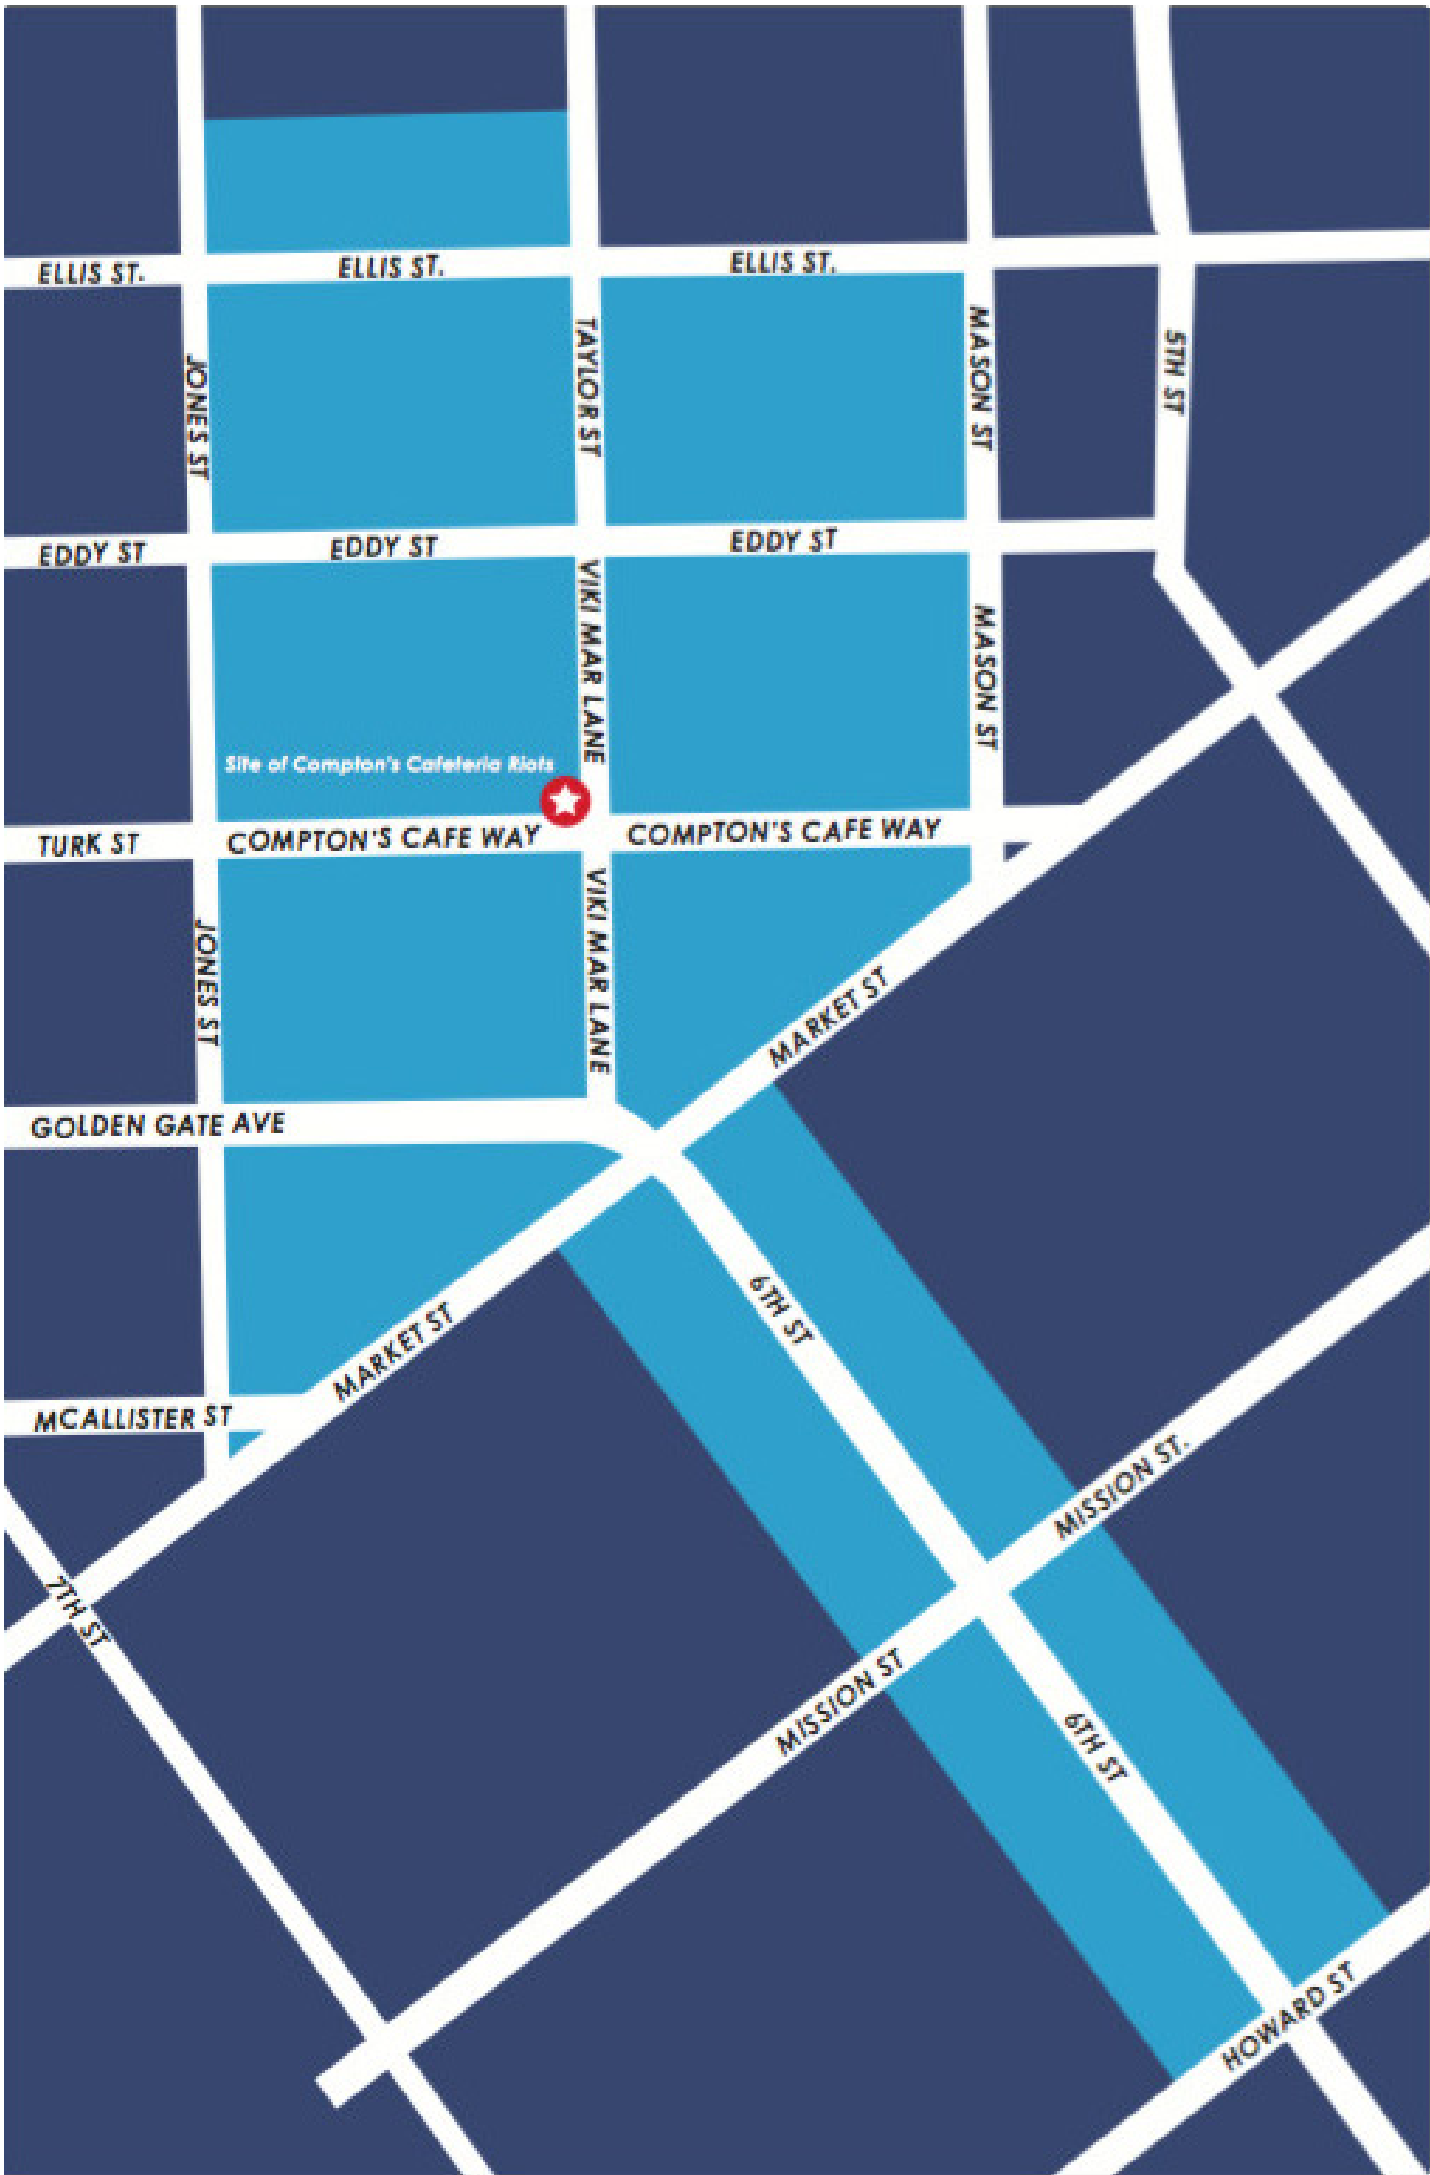 ELLIS ST.
ELLIS ST.
ELLIS ST.
JONES ST
TAYLOR ST
MASON ST
5TH ST
EDDY ST
EDDY ST
EDDY ST
VIKI MAR LANE
MASON ST
Site of Compton's Cafeteria Riots
TURK ST
COMPTON'S CAFE WAY
COMPTON'S CAFE WAY
JONES ST
VIKI MAR LANE
MARKET ST
GOLDEN GATE AVE
6TH ST
MARKET ST
MCALLISTER ST
MISSION ST.
7TH ST
MISSION ST
6TH ST
HOWARD ST